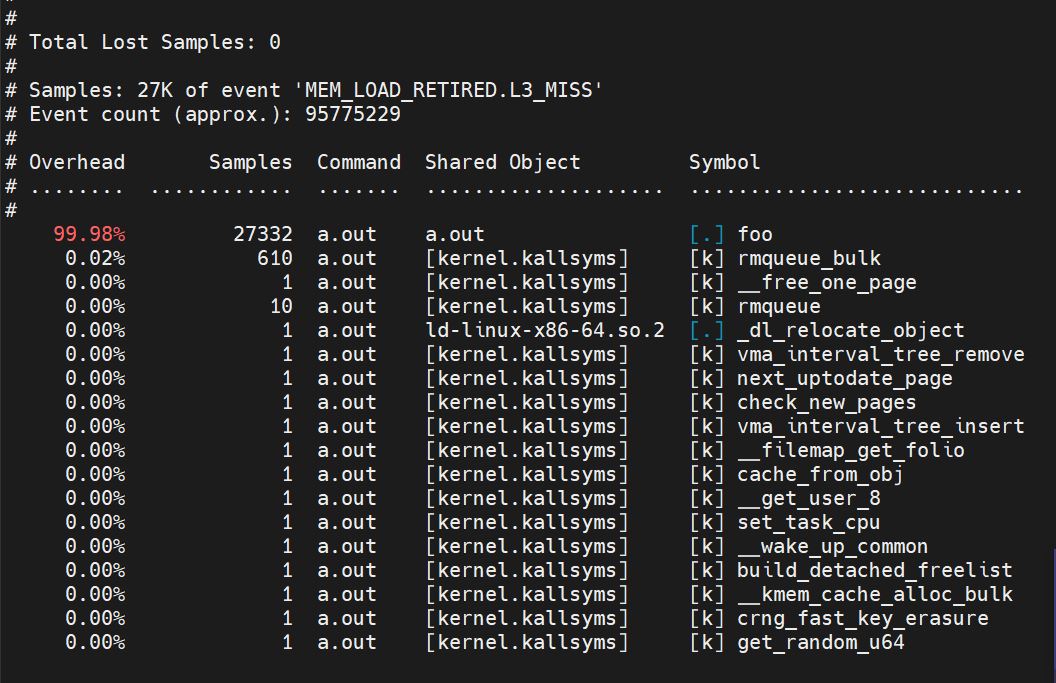 #
# Total Lost Samples: 0
#
# Samples: 27K of event 'MEM_LOAD_RETIRED.L3_MISS'
# Event count (approx.): 95775229
#
# Overhead       Samples  Command  Shared Object         Symbol
# ........  ............  .......  ....................  ............................
#
    99.98%         27332  a.out    a.out                 [.] foo
     0.02%           610  a.out    [kernel.kallsyms]     [k] rmqueue_bulk
     0.00%             1  a.out    [kernel.kallsyms]     [k] __free_one_page
     0.00%            10  a.out    [kernel.kallsyms]     [k] rmqueue
     0.00%             1  a.out    ld-linux-x86-64.so.2  [.] _dl_relocate_object
     0.00%             1  a.out    [kernel.kallsyms]     [k] vma_interval_tree_remove
     0.00%             1  a.out    [kernel.kallsyms]     [k] next_uptodate_page
     0.00%             1  a.out    [kernel.kallsyms]     [k] check_new_pages
     0.00%             1  a.out    [kernel.kallsyms]     [k] vma_interval_tree_insert
     0.00%             1  a.out    [kernel.kallsyms]     [k] __filemap_get_folio
     0.00%             1  a.out    [kernel.kallsyms]     [k] cache_from_obj
     0.00%             1  a.out    [kernel.kallsyms]     [k] __get_user_8
     0.00%             1  a.out    [kernel.kallsyms]     [k] set_task_cpu
     0.00%             1  a.out    [kernel.kallsyms]     [k] __wake_up_common
     0.00%             1  a.out    [kernel.kallsyms]     [k] build_detached_freelist
     0.00%             1  a.out    [kernel.kallsyms]     [k] __kmem_cache_alloc_bulk
     0.00%             1  a.out    [kernel.kallsyms]     [k] crng_fast_key_erasure
     0.00%             1  a.out    [kernel.kallsyms]     [k] get_random_u64